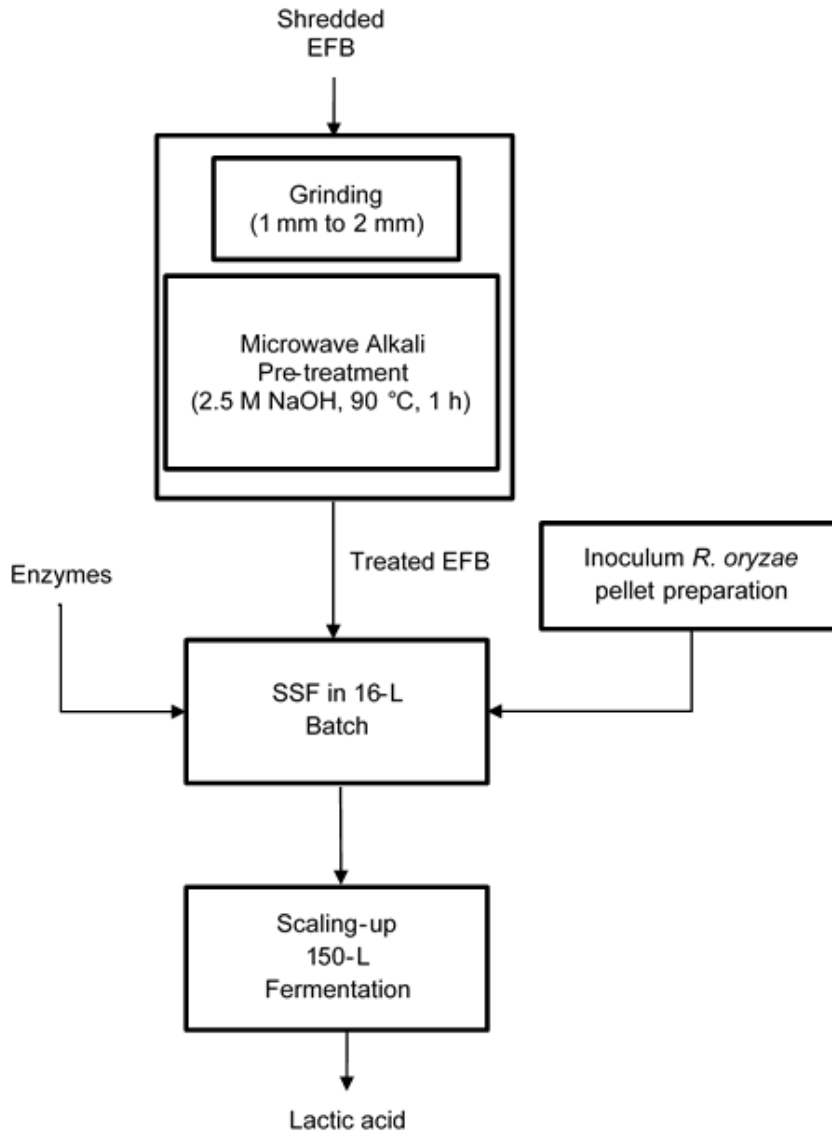 Shredded
EFB
Grinding
(1 mm to 2 mm)
Microwave Alkali
Pre-treatment
(2.5 M NaOH, 90 °C, 1 h)
Treated EFB
Enzymes
Inoculum R. oryzae
pellet preparation
SSF in 16-L
Batch
Scaling-up
150-L
Fermentation
Lactic acid